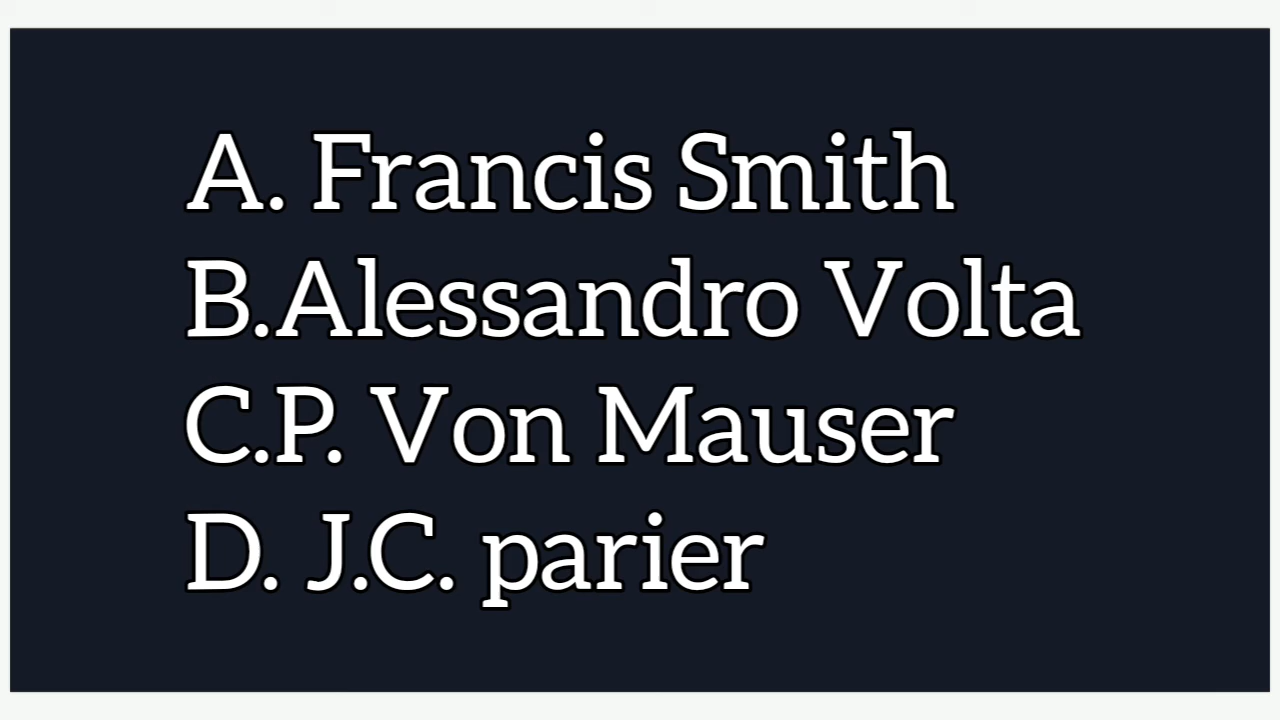 A. Francis Smith
B.Alessandro Volta
C.P. Von Mauser
D. J.C. parier